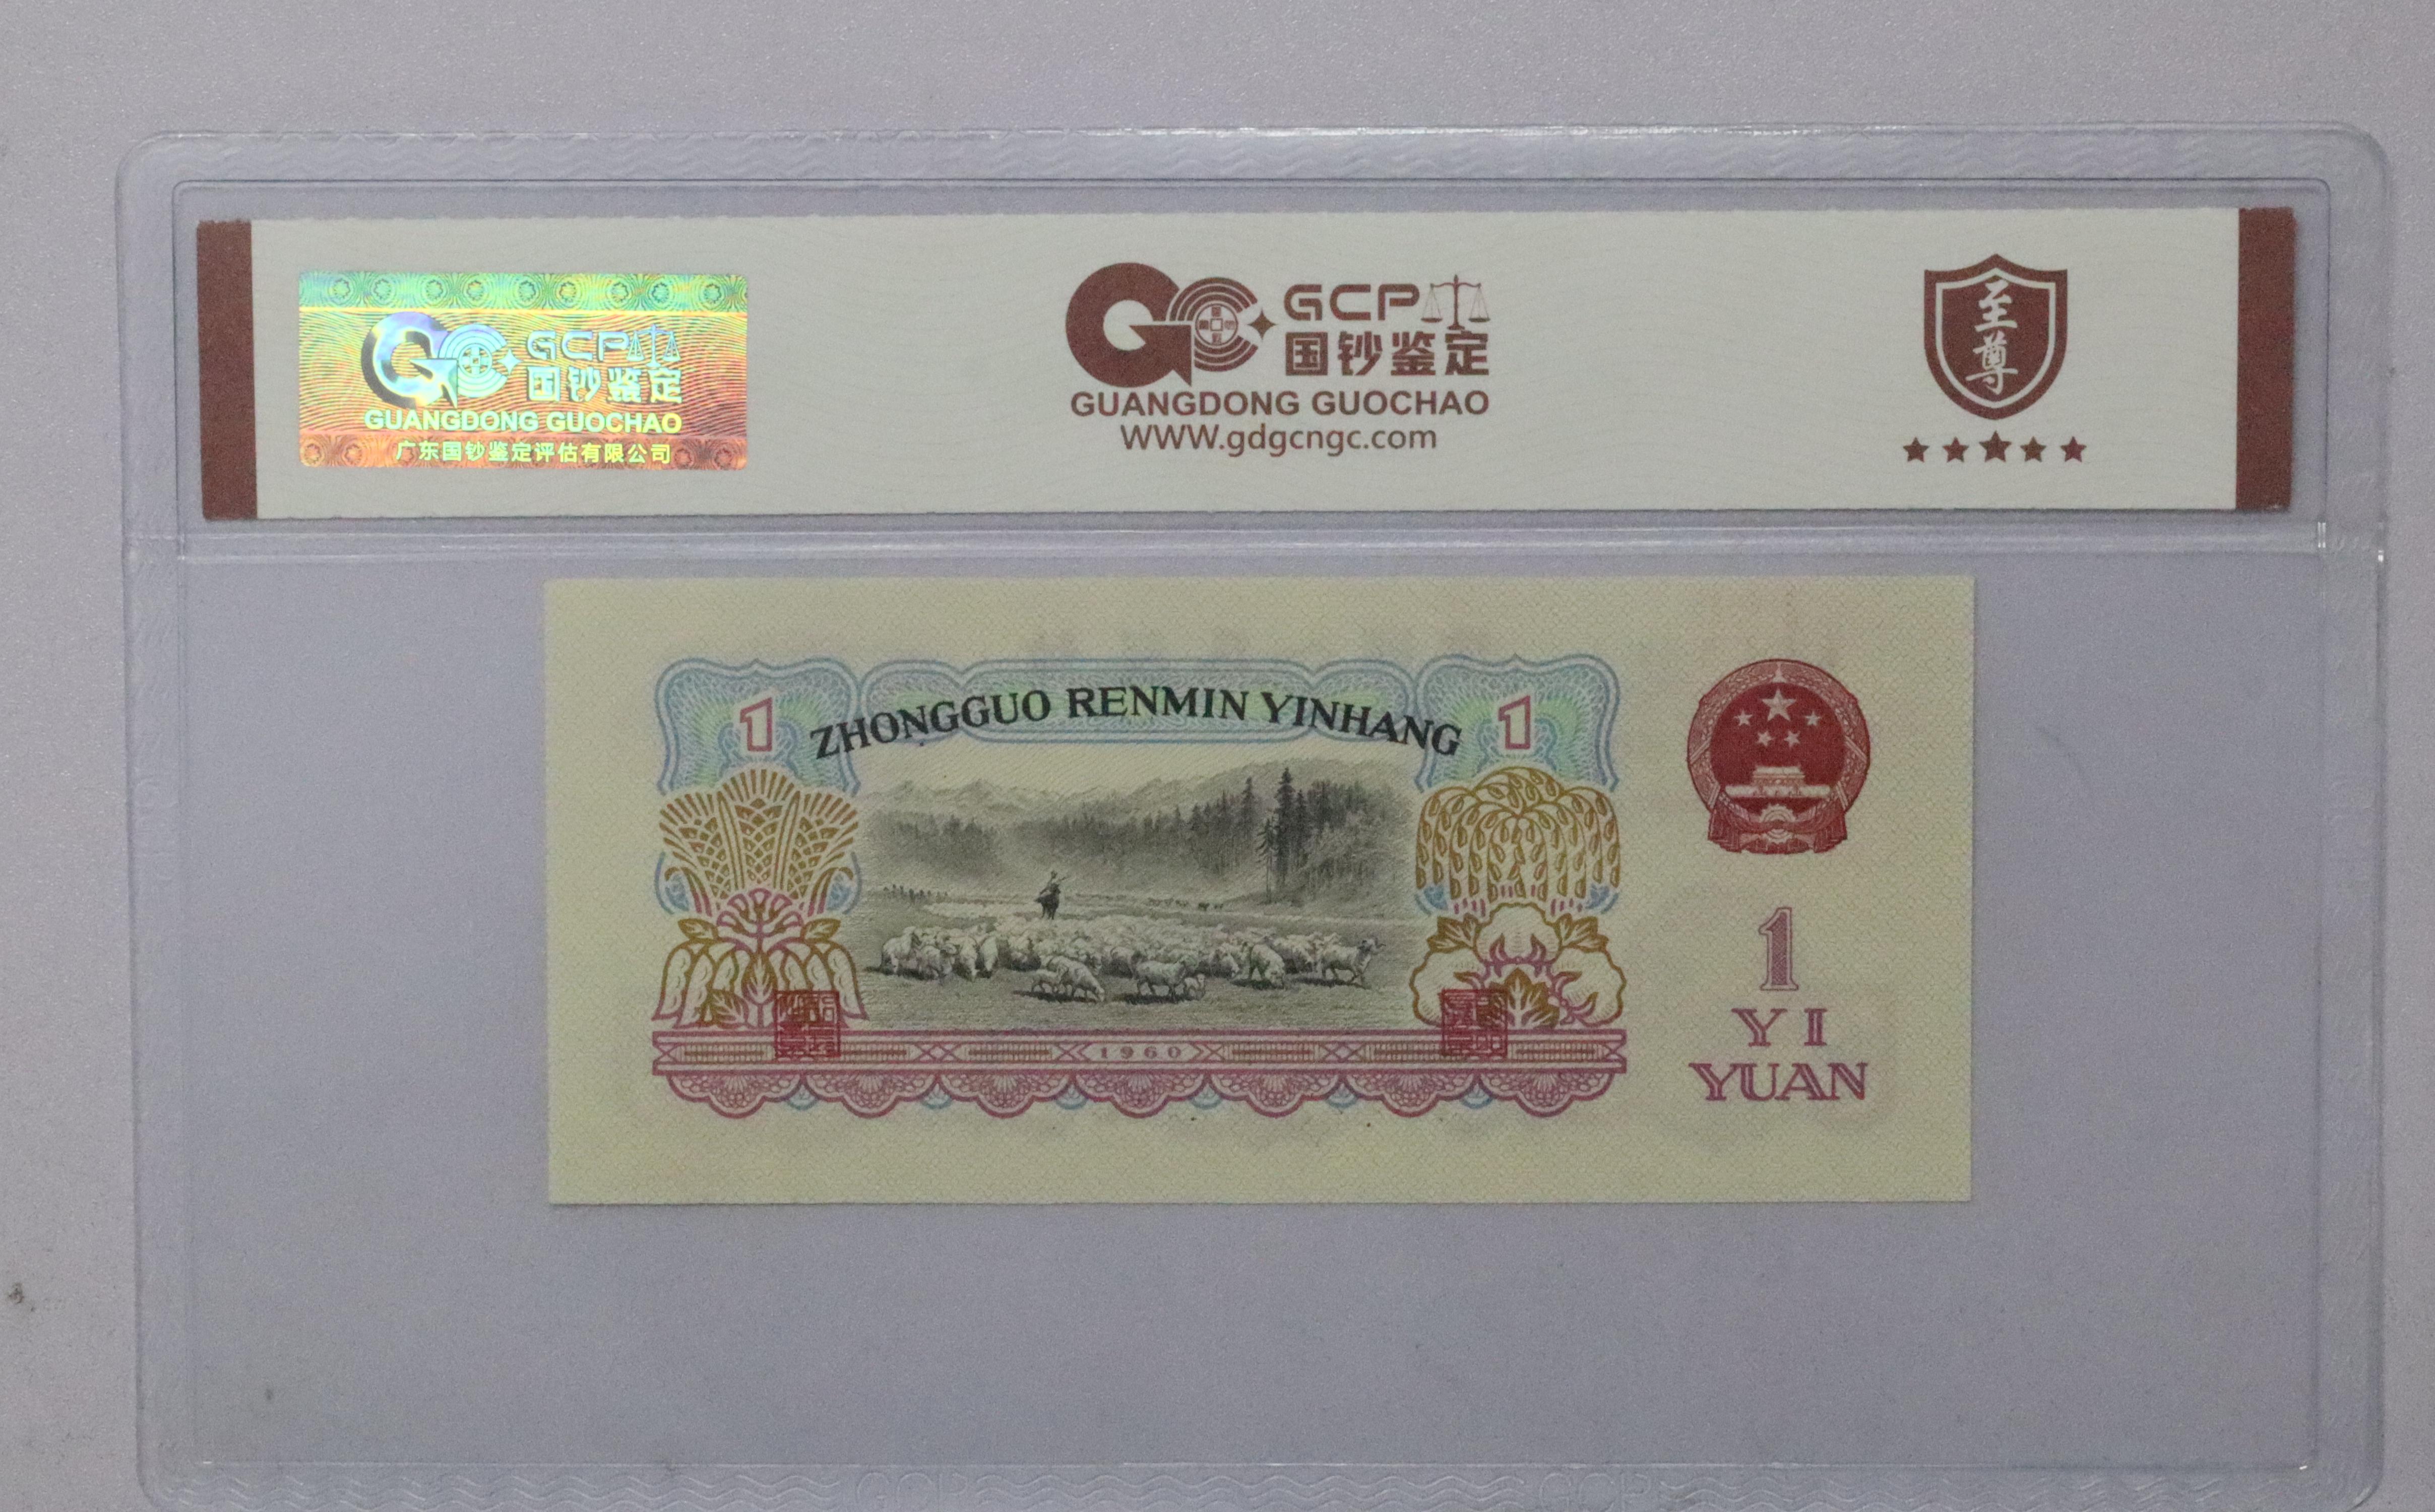 GCP
国钞鉴定
GUANGDONG GUOCHAO
广东国钞鉴定评估有限公司
GCP
国钞鉴定
GUANGDONG GUOCHAO
WWW.gdgcngc.com
至尊
1
ZHONGGUO RENMIN YINHANG
1
1
YI
YUAN
1960
GCP
GCP